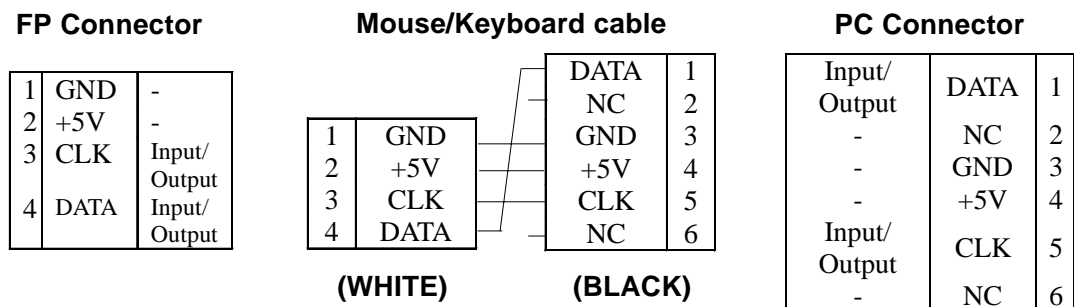 FP Connector
1 GND -
2 +5V -
3 CLK Input/
Output
4 DATA Input/
Output
Mouse/Keyboard cable
1 GND
2 +5V
3 CLK
4 DATA
(WHITE)
DATA 1
NC 2
GND 3
+5V 4
CLK 5
NC 6
(BLACK)
PC Connector
Input/
Output DATA 1
- NC 2
- GND 3
- +5V 4
Input/
Output CLK 5
- NC 6